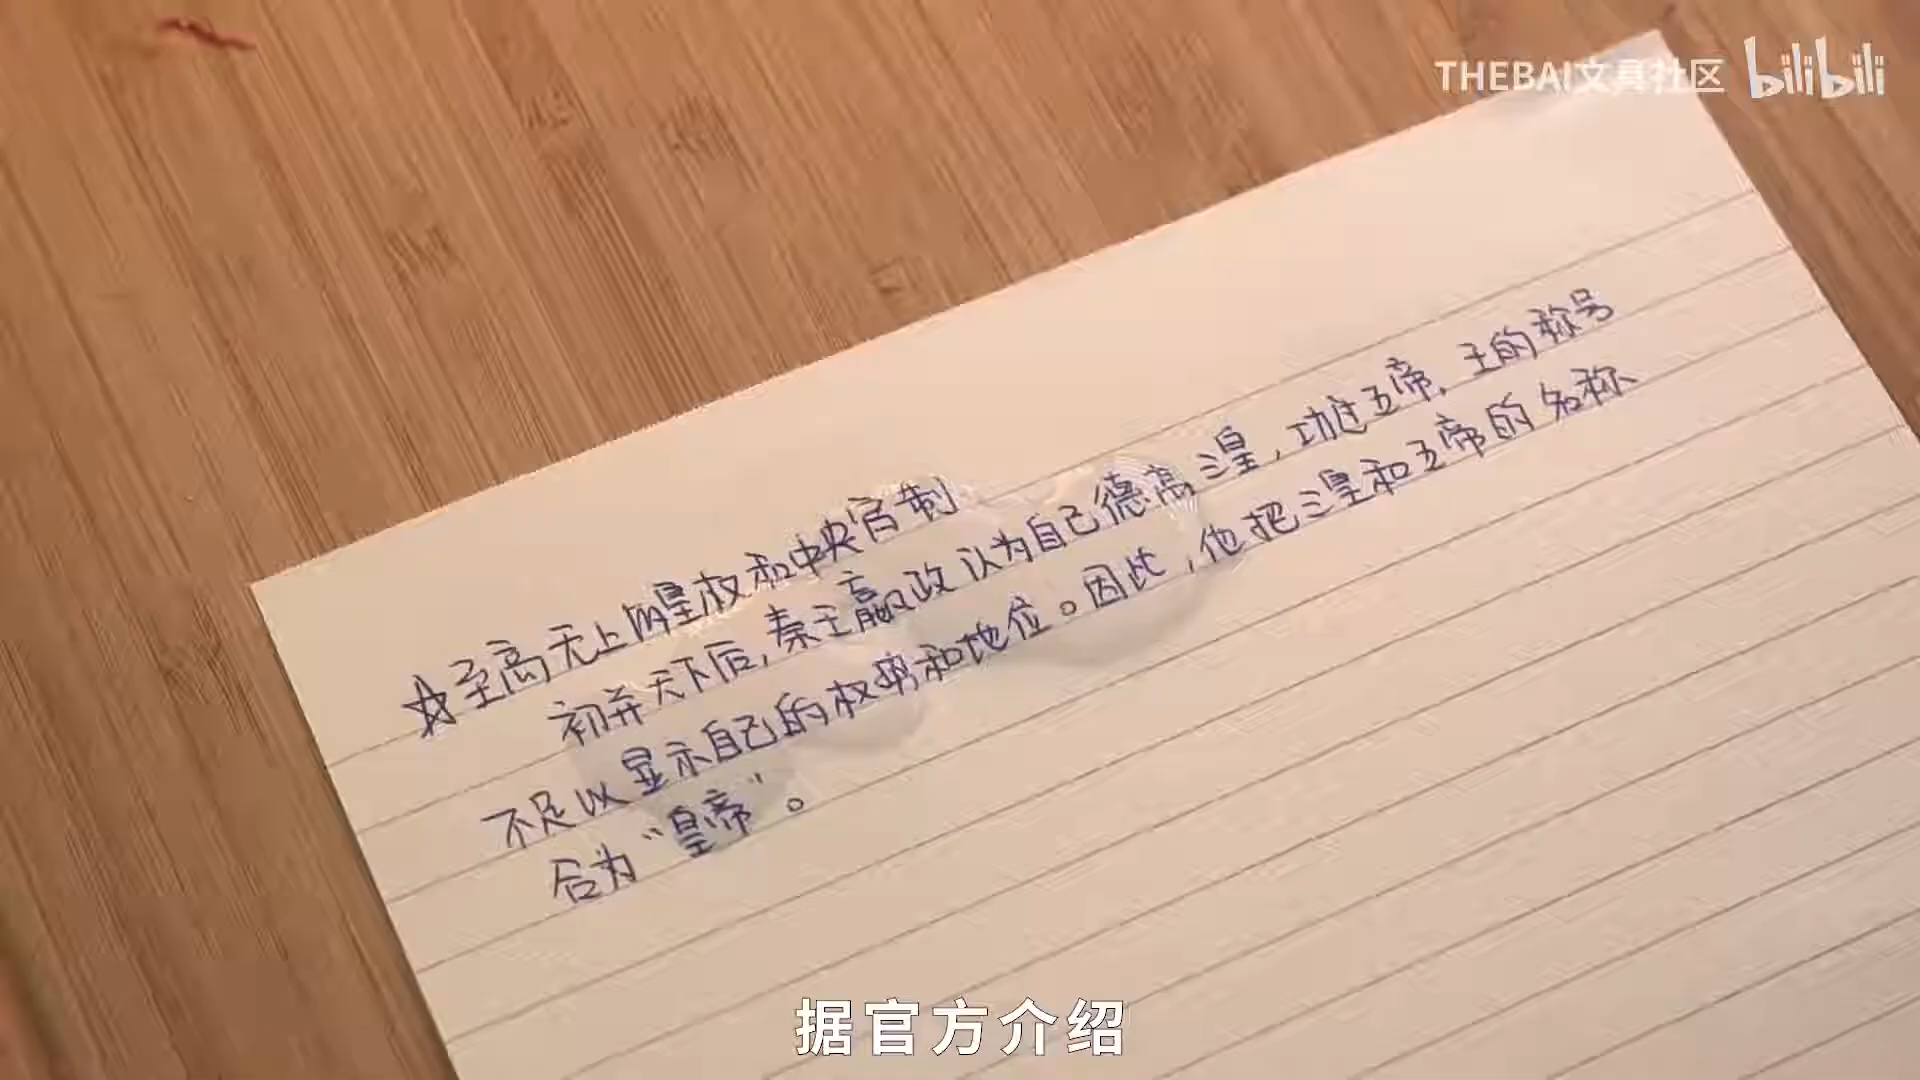 THEBAI文具社区 bilibili
☆至高无上的皇权和中央官制
初并天下后,秦王嬴政认为自己德高三皇,功过五帝,王的称号
不足以显示自己的权势和地位。因此,他把三皇和五帝的名称
合为“皇帝”。
据官方介绍